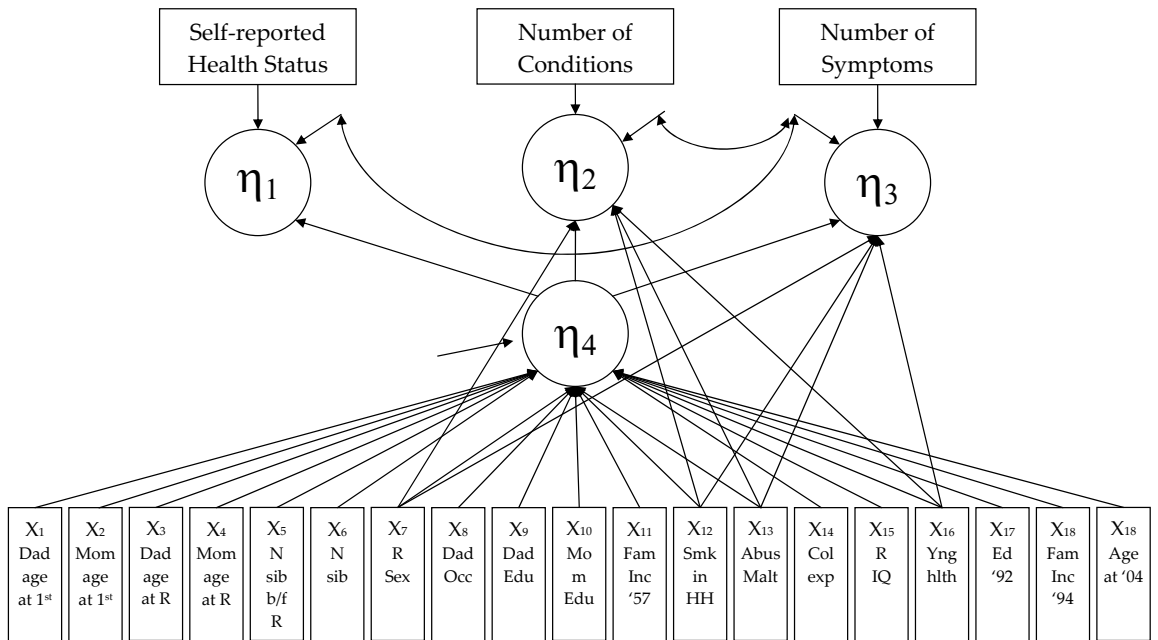 Self-reported
Health Status
Number of
Conditions
Number of
Symptoms
η1
η2
η3
η4
X1
Dad
age
at 1st
X2
Mom
age
at 1st
X3
Dad
age
at R
X4
Mom
age
at R
X5
N
sib
b/f
R
X6
N
sib
X7
R
Sex
X8
Dad
Occ
X9
Dad
Edu
X10
Mo
m
Edu
X11
Fam
Inc
‘57
X12
Smk
in
HH
X13
Abus
Malt
X14
Col
exp
X15
R
IQ
X16
Yng
hlth
X17
Ed
‘92
X18
Fam
Inc
‘94
X18
Age
at ‘04